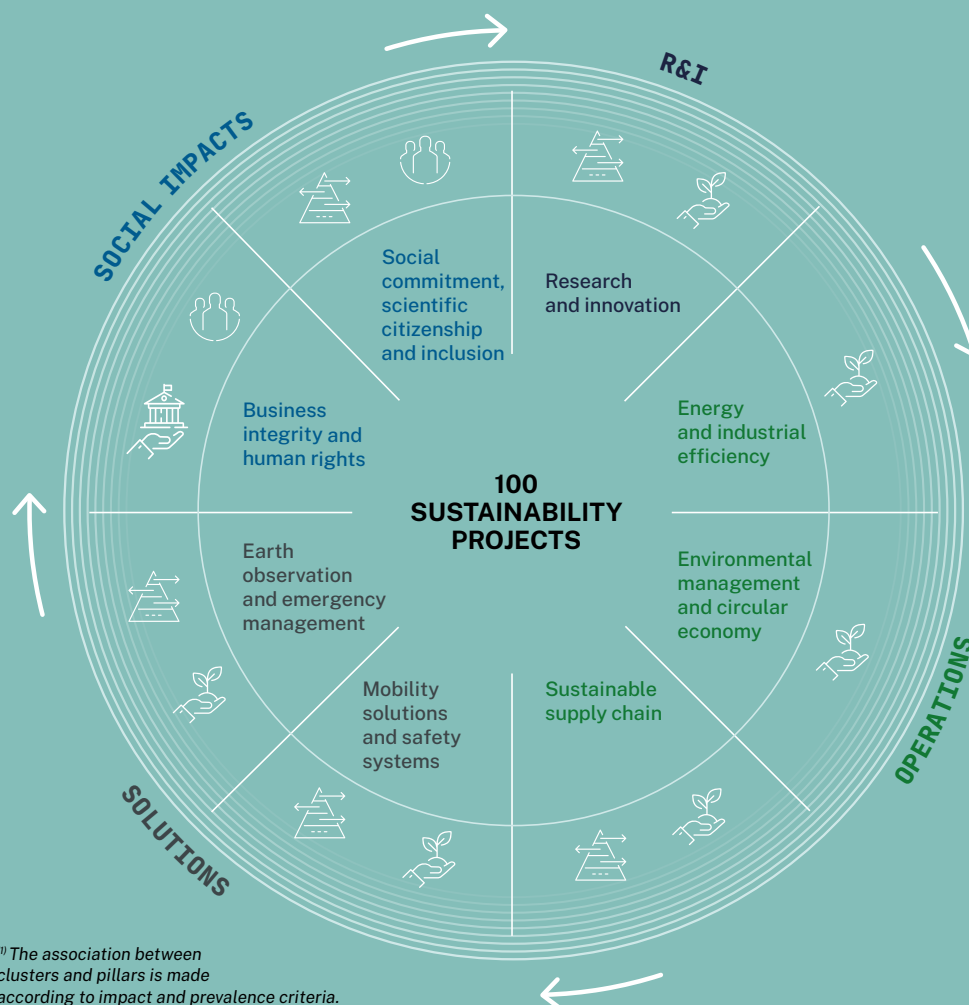 R&I
SOCIAL IMPACTS
Social
commitment,
scientific
citizenship
and inclusion
Research
and innovation
Business
integrity and
human rights
Energy
and industrial
efficiency
100
SUSTAINABILITY
PROJECTS
Earth
observation
and emergency
management
Environmental
management
and circular
economy
Mobility
solutions
and safety
systems
Sustainable
supply chain
OPERATIONS
SOLUTIONS
(1) The association between
clusters and pillars is made
according to impact and prevalence criteria.